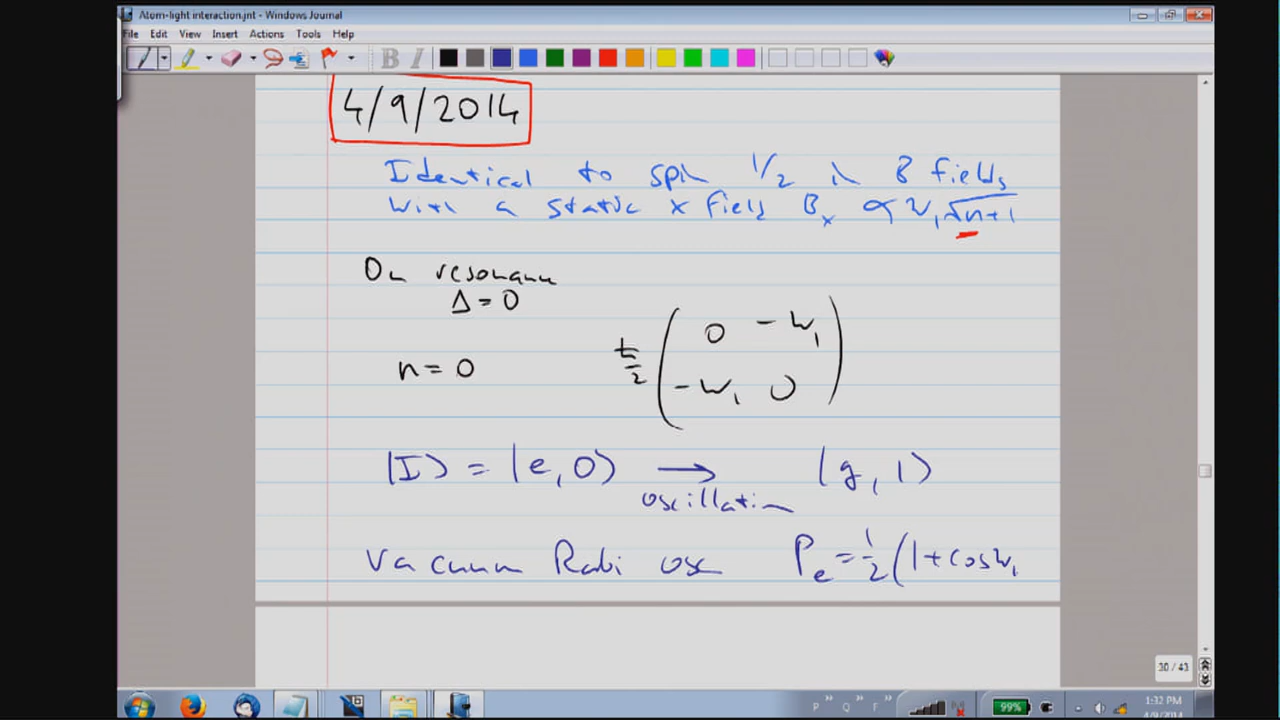 Atom-light interaction.jnt - Windows Journal
File Edit View Insert Actions Tools Help
B I
4/9/2014
Identical to spin 1/2 in B fields
with a static x field Bx ∝ ω₁√n+1
On resonance
Δ = 0
n = 0 ħ/2 ( 0 -ω₁
-ω₁ 0 )
|I⟩ = |e,0⟩ → |g,1⟩
oscillation
Vacuum Rabi osc Pe = 1/2 (1+cosω₁
30 / 43
P Q F 99% 1:32 PM
4/9/2014